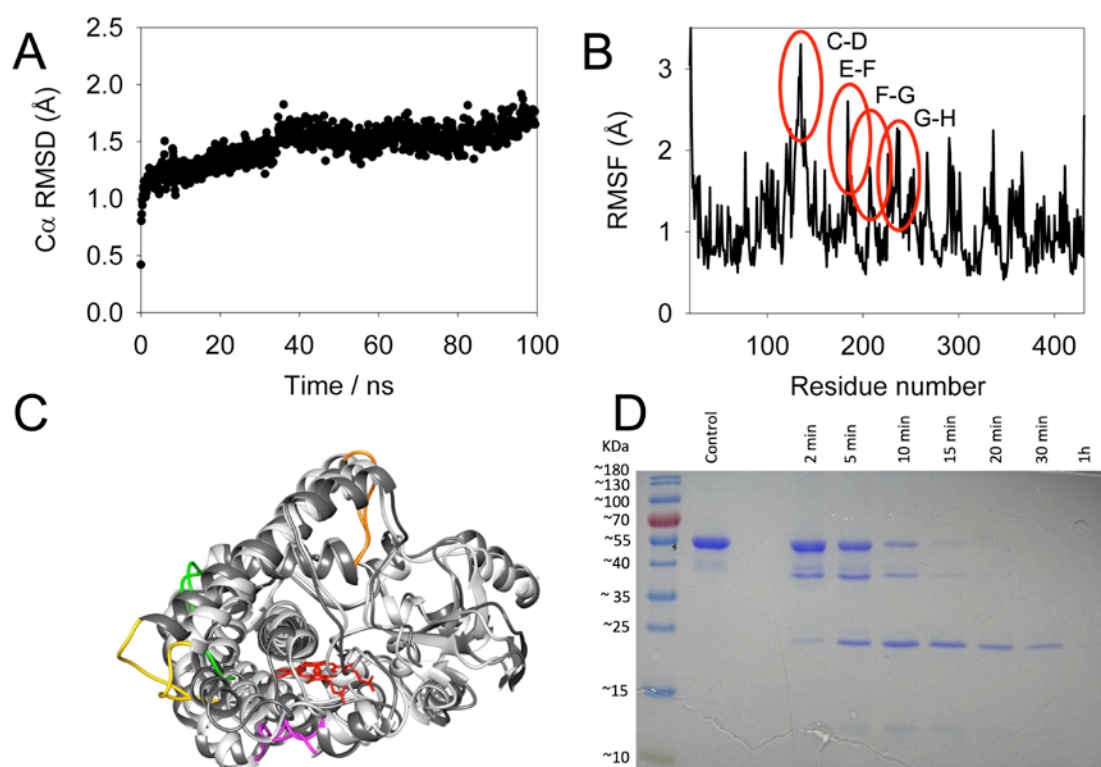 A
Cα RMSD (Å)
2.5
2.0
1.5
1.0
0.5
0.0
0 20 40 60 80 100
Time / ns
B
RMSF (Å)
3
2
1
0
C-D
E-F
F-G
G-H
100 200 300 400
Residue number
C
D
KDa
Control
2 min
5 min
10 min
15 min
20 min
30 min
1h
~180
~130
~100
~70
~55
~40
~ 35
~25
~15
~10